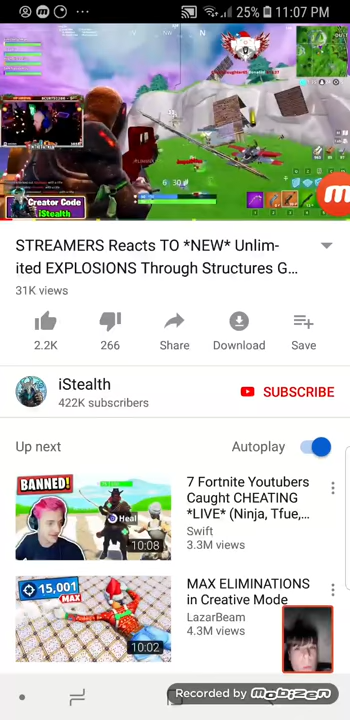 25% 11:07 PM
N
Creator Code
iStealth
STREAMERS Reacts TO *NEW* Unlim-
ited EXPLOSIONS Through Structures G...
31K views
2.2K 266 Share Download Save
iStealth
422K subscribers
SUBSCRIBE
Up next
Autoplay
BANNED!
Heal
10:08
7 Fortnite Youtubers
Caught CHEATING
*LIVE* (Ninja, Tfue,...
Swift
3.3M views
15,001
MAX
10:02
MAX ELIMINATIONS
in Creative Mode
LazarBeam
4.3M views
Recorded by Mobizen